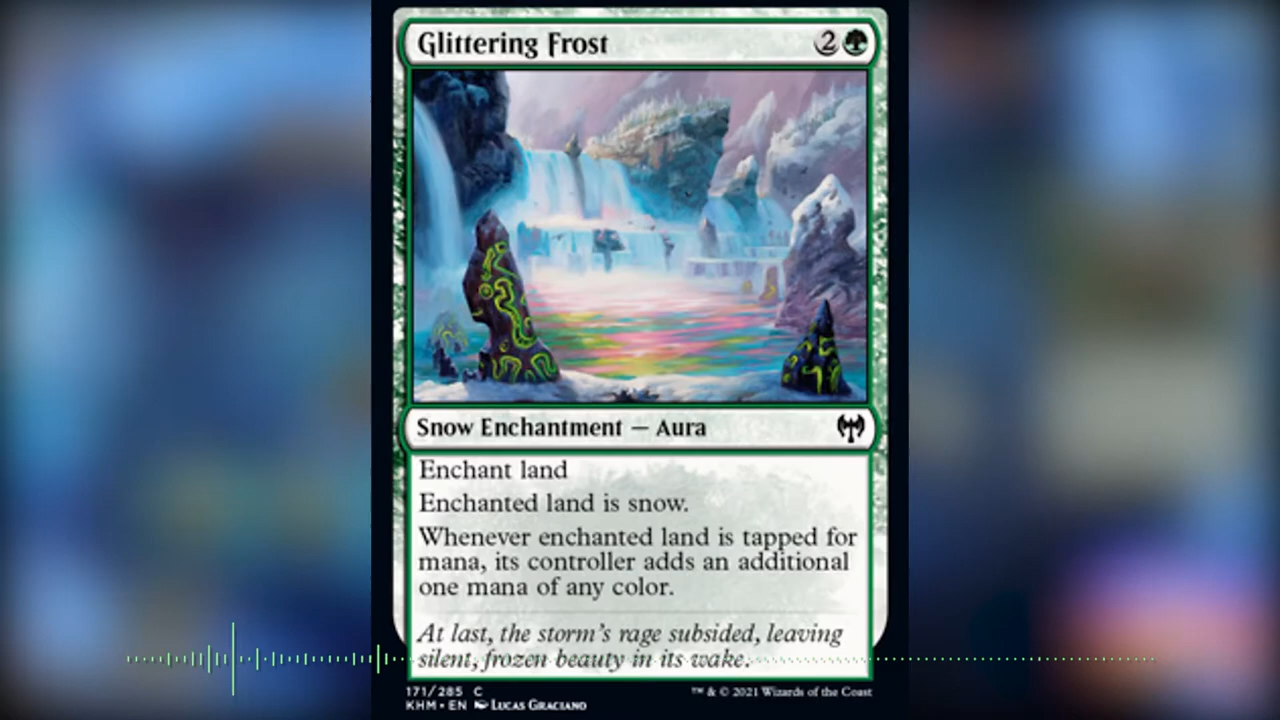 Glittering Frost 2
Snow Enchantment — Aura
Enchant land
Enchanted land is snow.
Whenever enchanted land is tapped for
mana, its controller adds an additional
one mana of any color.
At last, the storm's rage subsided, leaving
silent, frozen beauty in its wake.
171/285 C
KHM • EN Lucas Graciano
™ & © 2021 Wizards of the Coast